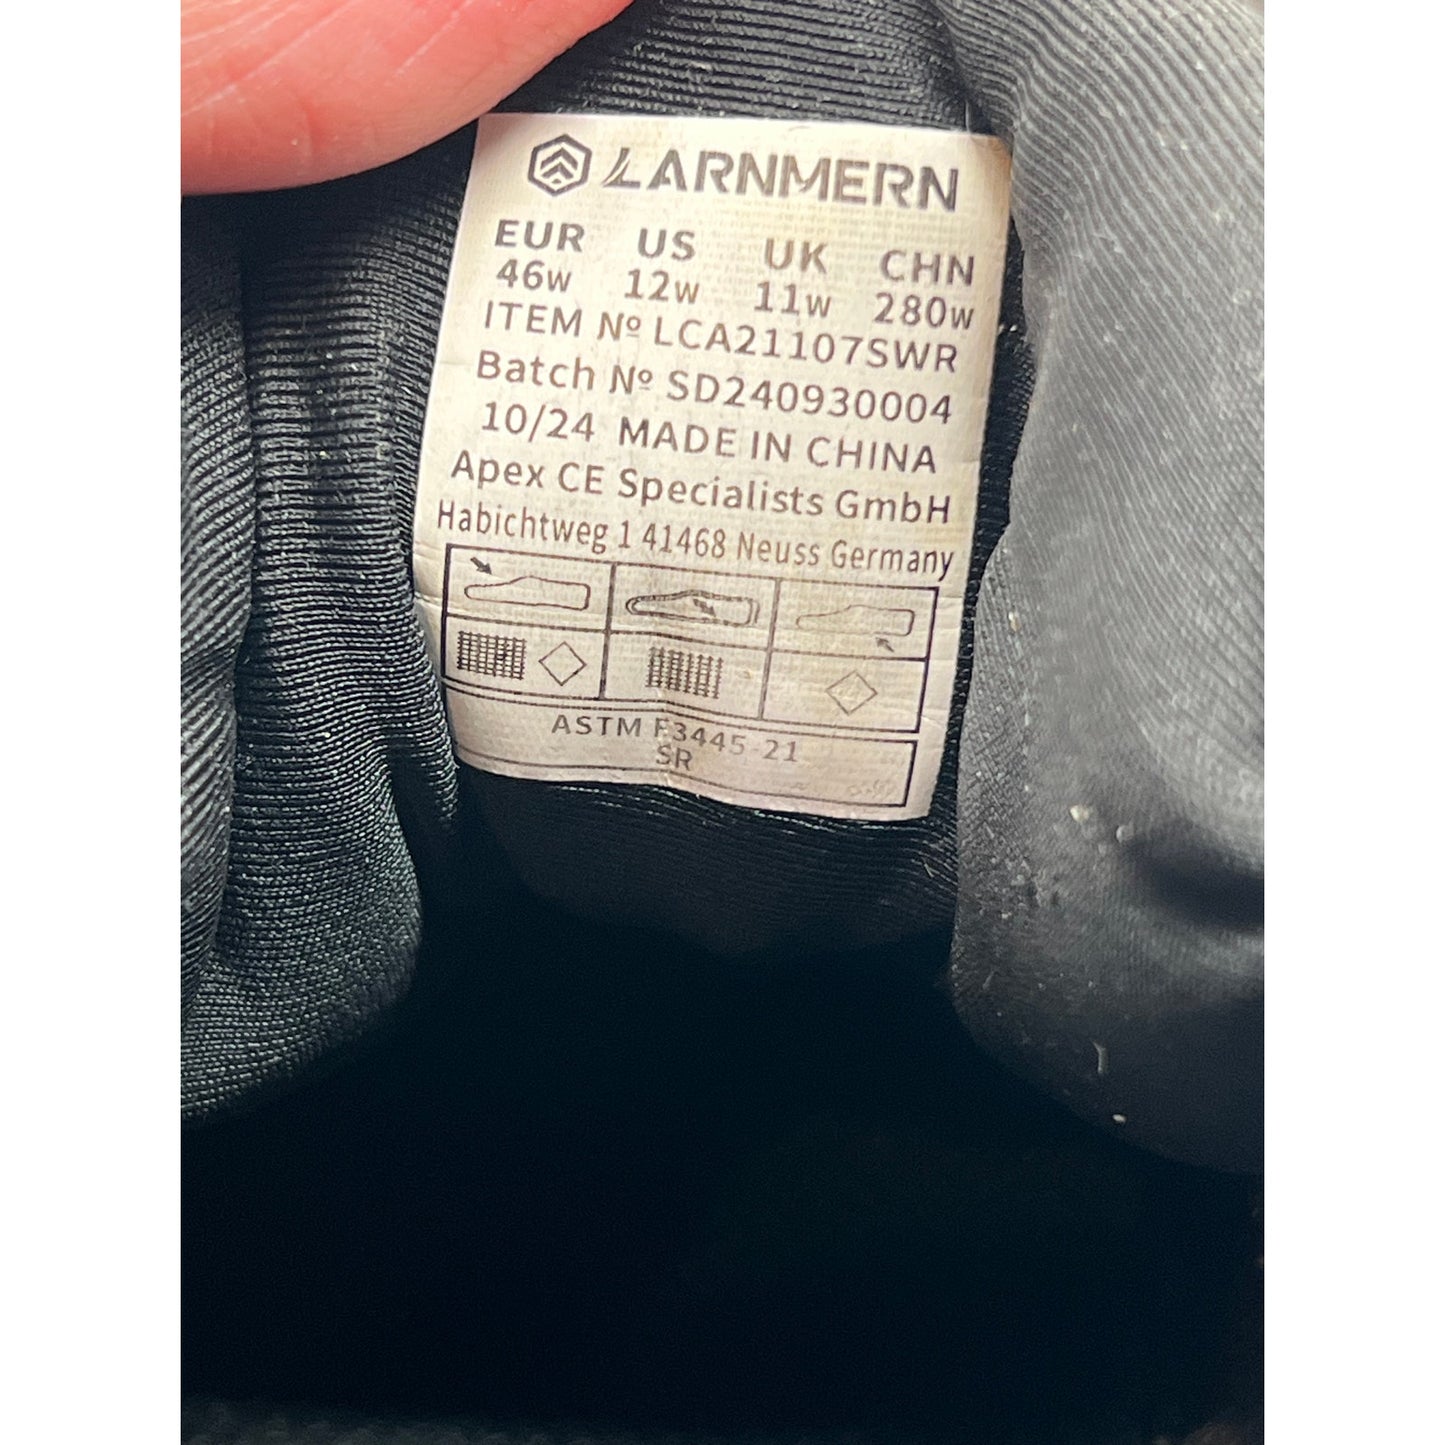 LARNMERN
EUR US UK CHN
46w 12w 11w 280w
ITEM Nº LCA21107SWR
Batch Nº SD240930004
10/24 MADE IN CHINA
Apex CE Specialists GmbH
Habichtweg 1 41468 Neuss Germany
ASTM F3445-21
SR